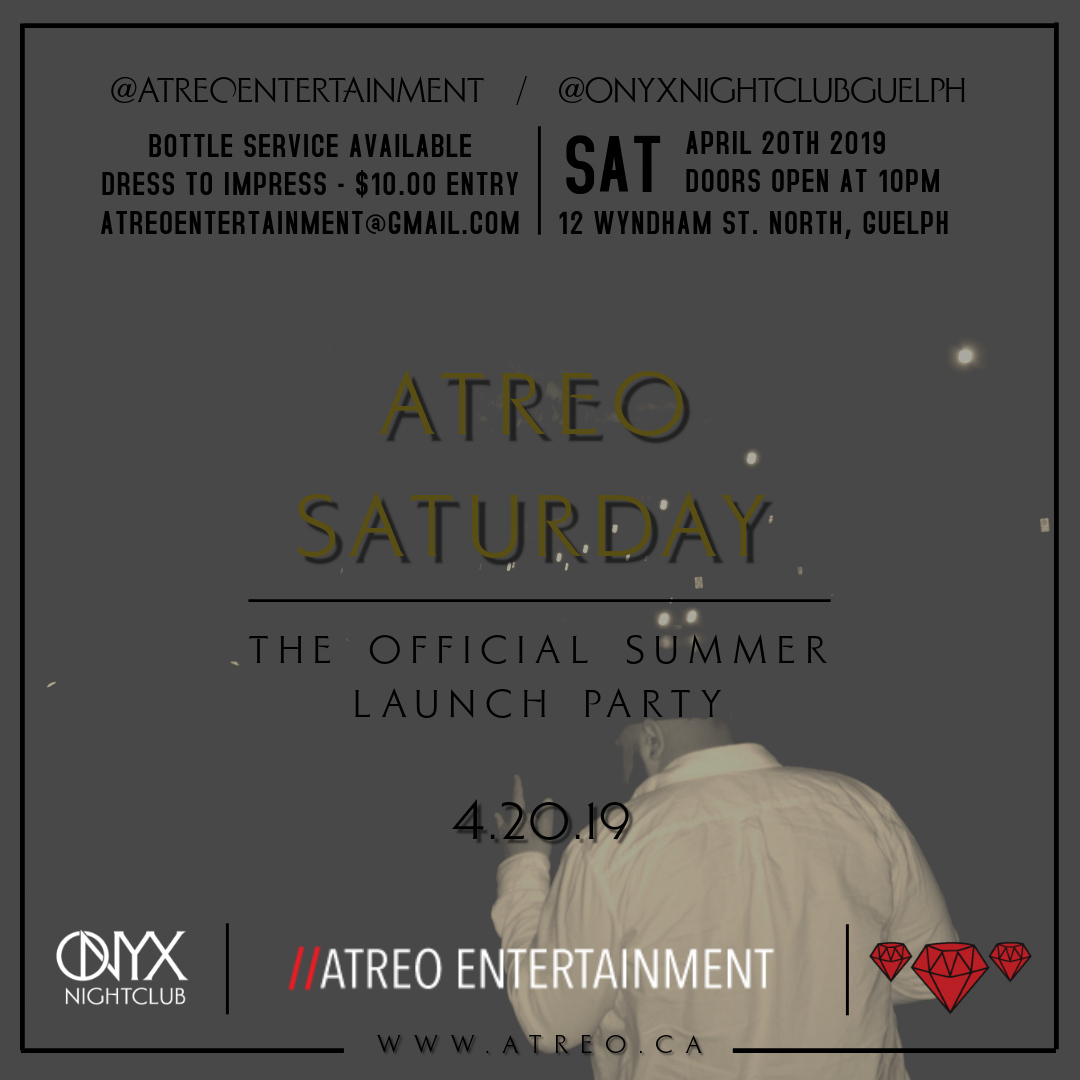 @ATREOENTERTAINMENT / @ONYXNIGHTCLUBGUELPH
BOTTLE SERVICE AVAILABLE
DRESS TO IMPRESS - $10.00 ENTRY
ATREOENTERTAINMENT@GMAIL.COM
SAT
APRIL 20TH 2019
DOORS OPEN AT 10PM
12 WYNDHAM ST. NORTH, GUELPH
ATREO
SATURDAY
THE OFFICIAL SUMMER
LAUNCH PARTY
4.20.19
ONYX
NIGHTCLUB
//ATREO ENTERTAINMENT
WWW.ATREO.CA